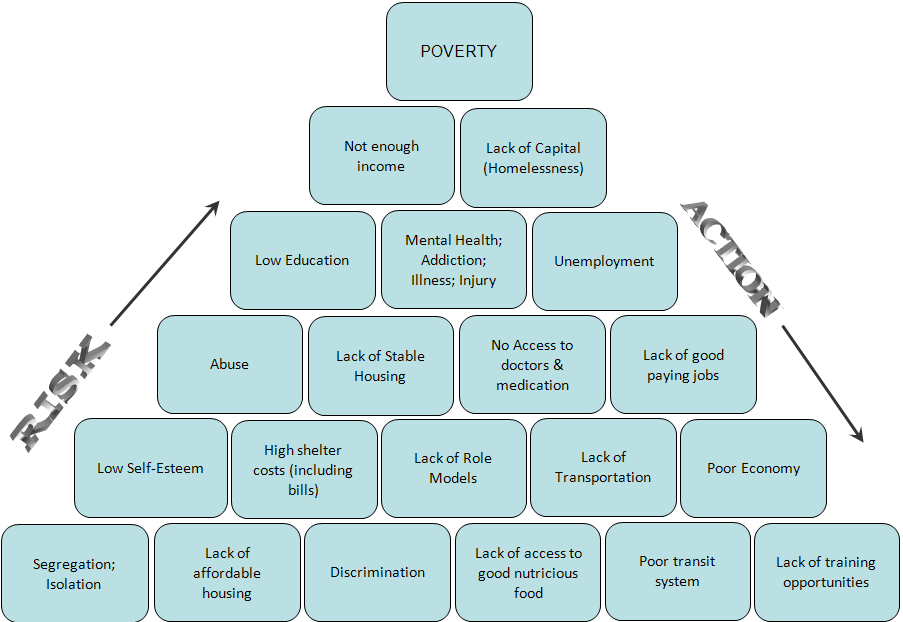 POVERTY
Not enough
income
Lack of Capital
(Homelessness)
RISK
ACTION
Low Education
Mental Health;
Addiction;
Illness; Injury
Unemployment
Abuse
Lack of Stable
Housing
No Access to
doctors &
medication
Lack of good
paying jobs
Low Self-Esteem
High shelter
costs (including
bills)
Lack of Role
Models
Lack of
Transportation
Poor Economy
Segregation;
Isolation
Lack of
affordable
housing
Discrimination
Lack of access to
good nutricious
food
Poor transit
system
Lack of training
opportunities